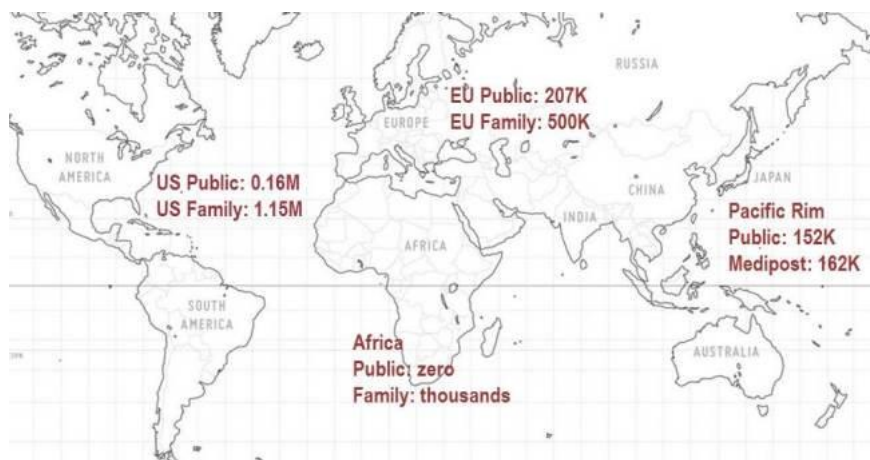 RUSSIA
EU Public: 207K
EU Family: 500K
EUROPE
NORTH
AMERICA
US Public: 0.16M
US Family: 1.15M
CHINA
JAPAN
INDIA
AFRICA
Pacific Rim
Public: 152K
Medipost: 162K
SOUTH
AMERICA
Africa
Public: zero
Family: thousands
AUSTRALIA